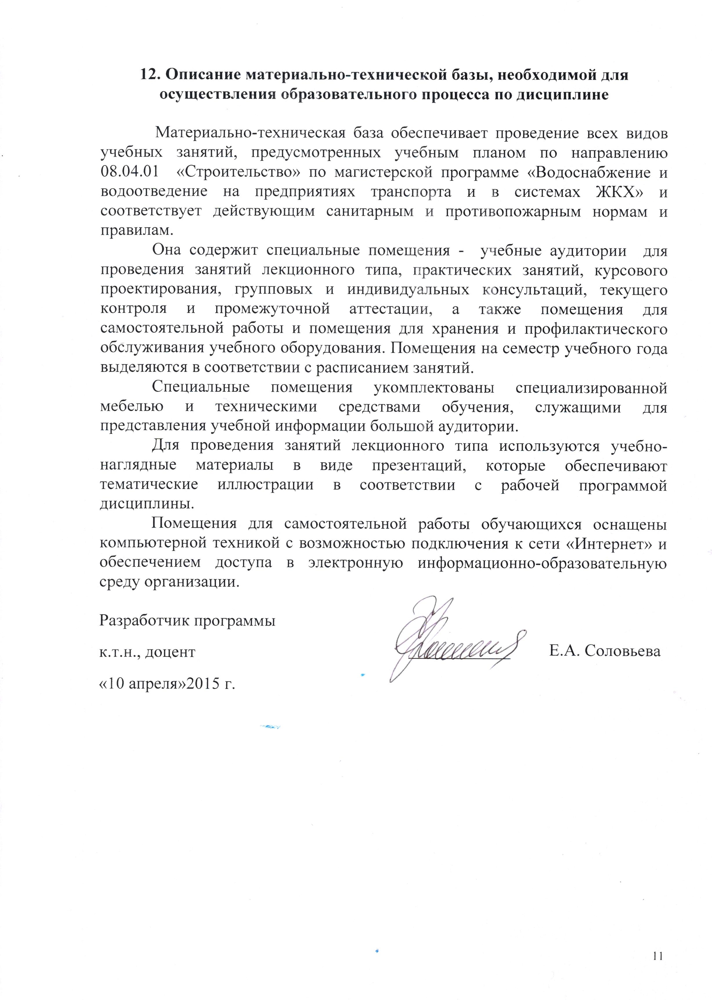 12. Описание материально-технической базы, необходимой для
осуществления образовательного процесса по дисциплине
Материально-техническая база обеспечивает проведение всех видов
учебных занятий, предусмотренных учебным планом по направлению
08.04.01 «Строительство» по магистерской программе «Водоснабжение и
водоотведение на предприятиях транспорта и в системах ЖКХ» и
соответствует действующим санитарным и противопожарным нормам и
правилам.
Она содержит специальные помещения - учебные аудитории для
проведения занятий лекционного типа, практических занятий, курсового
проектирования, групповых и индивидуальных консультаций, текущего
контроля и промежуточной аттестации, а также помещения для
самостоятельной работы и помещения для хранения и профилактического
обслуживания учебного оборудования. Помещения на семестр учебного года
выделяются в соответствии с расписанием занятий.
Специальные помещения укомплектованы специализированной
мебелью и техническими средствами обучения, служащими для
представления учебной информации большой аудитории.
Для проведения занятий лекционного типа используются учебно-
наглядные материалы в виде презентаций, которые обеспечивают
тематические иллюстрации в соответствии с рабочей программой
дисциплины.
Помещения для самостоятельной работы обучающихся оснащены
компьютерной техникой с возможностью подключения к сети «Интернет» и
обеспечением доступа в электронную информационно-образовательную
среду организации.
Разработчик программы
к.т.н., доцент Е.А. Соловьева
«10 апреля»2015 г.
11